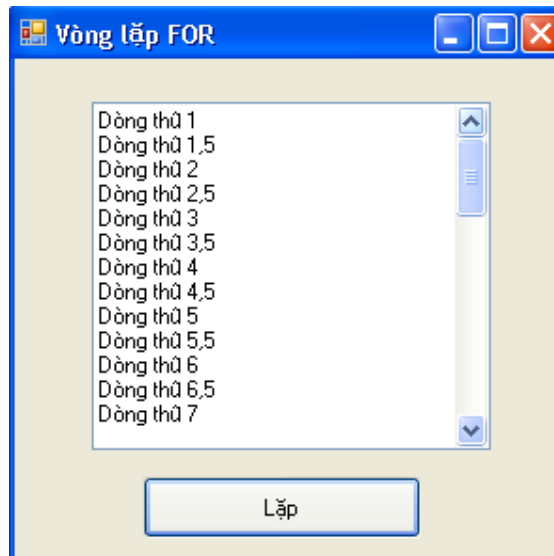 Vòng lặp FOR
Dòng thứ 1
Dòng thứ 1,5
Dòng thứ 2
Dòng thứ 2,5
Dòng thứ 3
Dòng thứ 3,5
Dòng thứ 4
Dòng thứ 4,5
Dòng thứ 5
Dòng thứ 5,5
Dòng thứ 6
Dòng thứ 6,5
Dòng thứ 7
Lặp